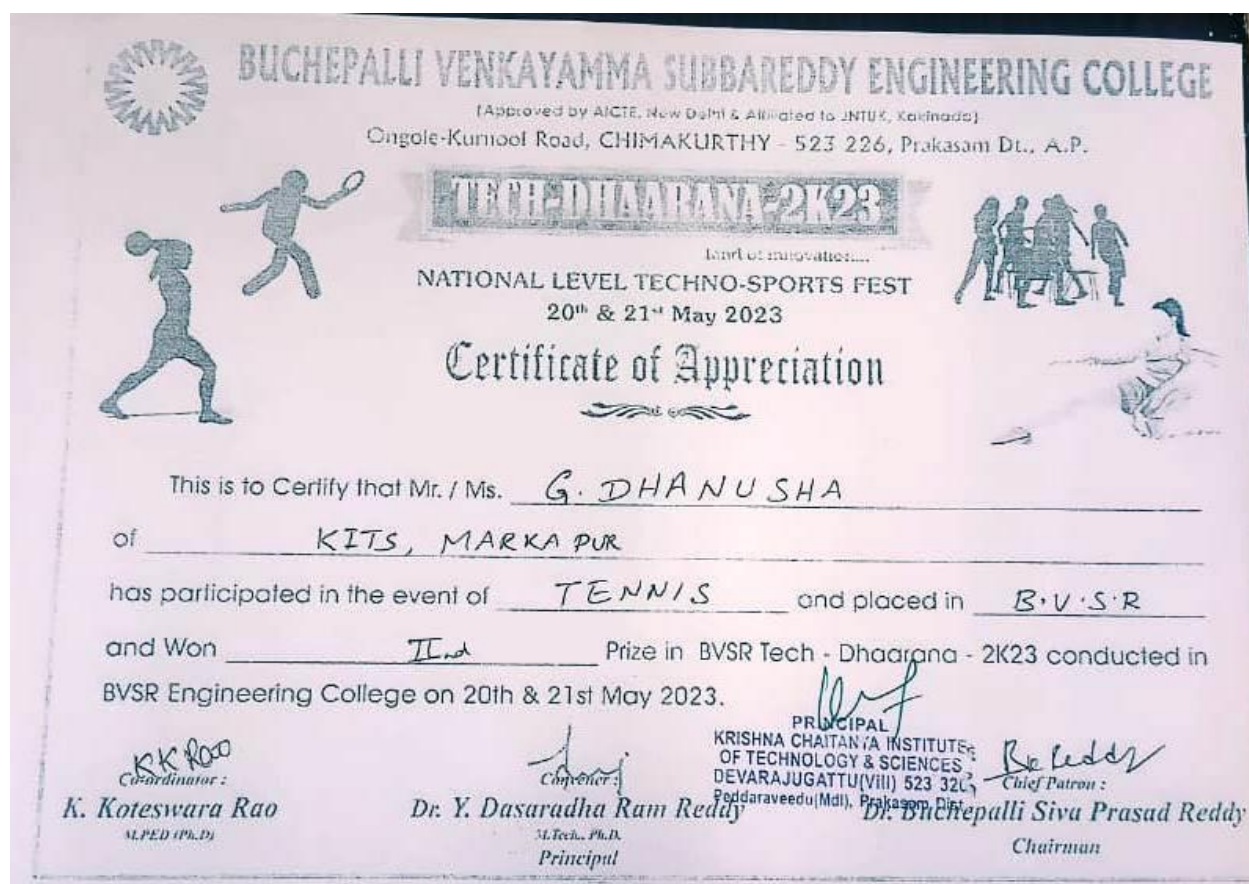 BUCHEPALLI VENKAYAMMA SUBBAREDDY ENGINEERING COLLEGE
(Approved by AICTE, New Delhi & Affiliated to JNTUK, Kakinada)
Ongole-Kurnool Road, CHIMAKURTHY - 523 226, Prakasam Dt., A.P.
TECH-DHAARANA-2K23
land of innovation....
NATIONAL LEVEL TECHNO-SPORTS FEST
20th & 21st May 2023
Certificate of Appreciation
This is to Certify that Mr. / Ms. G. DHANUSHA
of KITS, MARKAPUR
has participated in the event of TENNIS and placed in B.V.S.R
and Won IInd Prize in BVSR Tech - Dhaarana - 2K23 conducted in
BVSR Engineering College on 20th & 21st May 2023.
PRINCIPAL
KRISHNA CHAITANYA INSTITUTE
OF TECHNOLOGY & SCIENCES
DEVARAJUGATTU(Vill) 523 320
Peddaraveedu(Mdl), Prakasam Dist.
KK Rao
Co-ordinator :
K. Koteswara Rao
M.PED (Ph.D)
Convener :
Dr. Y. Dasaradha Ram Reddy
M.Tech., Ph.D.
Principal
Chief Patron :
Dr. Buchepalli Siva Prasad Reddy
Chairman